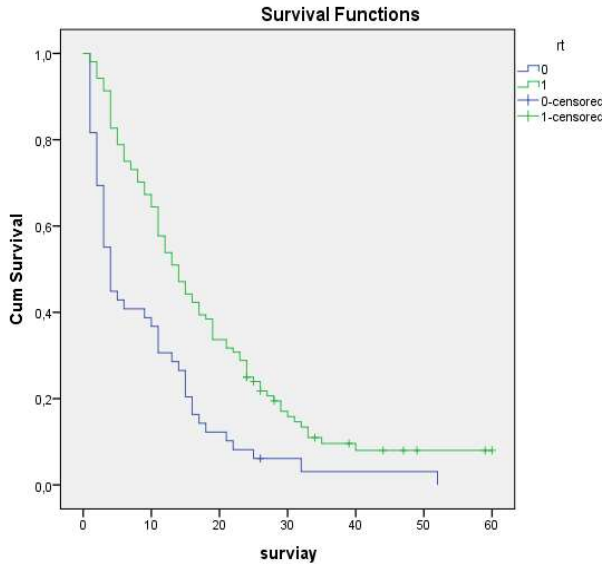 Survival Functions
rt
0
1
0-censored
1-censored
Cum Survival
1,0
0,8
0,6
0,4
0,2
0,0
0 10 20 30 40 50 60
surviay